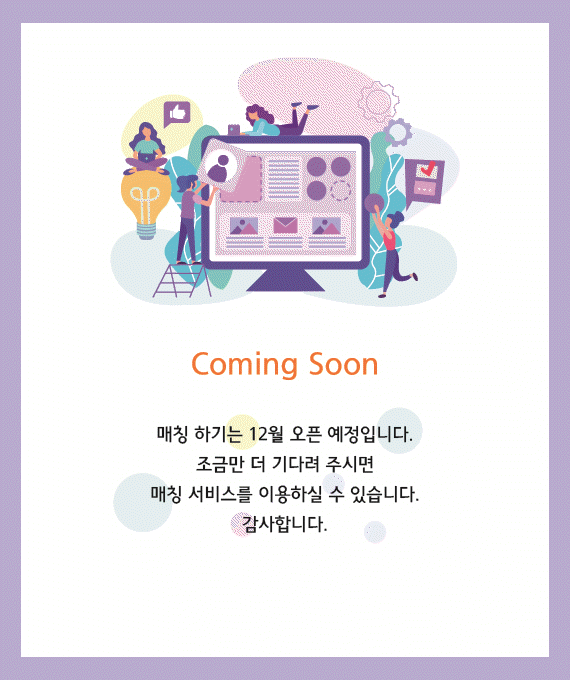 Coming Soon
매칭 하기는 12월 오픈 예정입니다.
조금만 더 기다려 주시면
매칭 서비스를 이용하실 수 있습니다.
감사합니다.